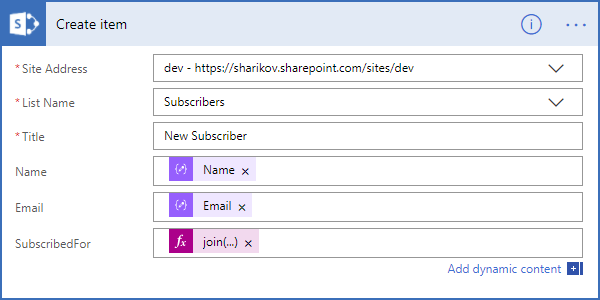 S Create item i ...
* Site Address dev - https://sharikov.sharepoint.com/sites/dev
* List Name Subscribers
* Title New Subscriber
Name Name ×
Email Email ×
SubscribedFor fx join(...) ×
Add dynamic content +